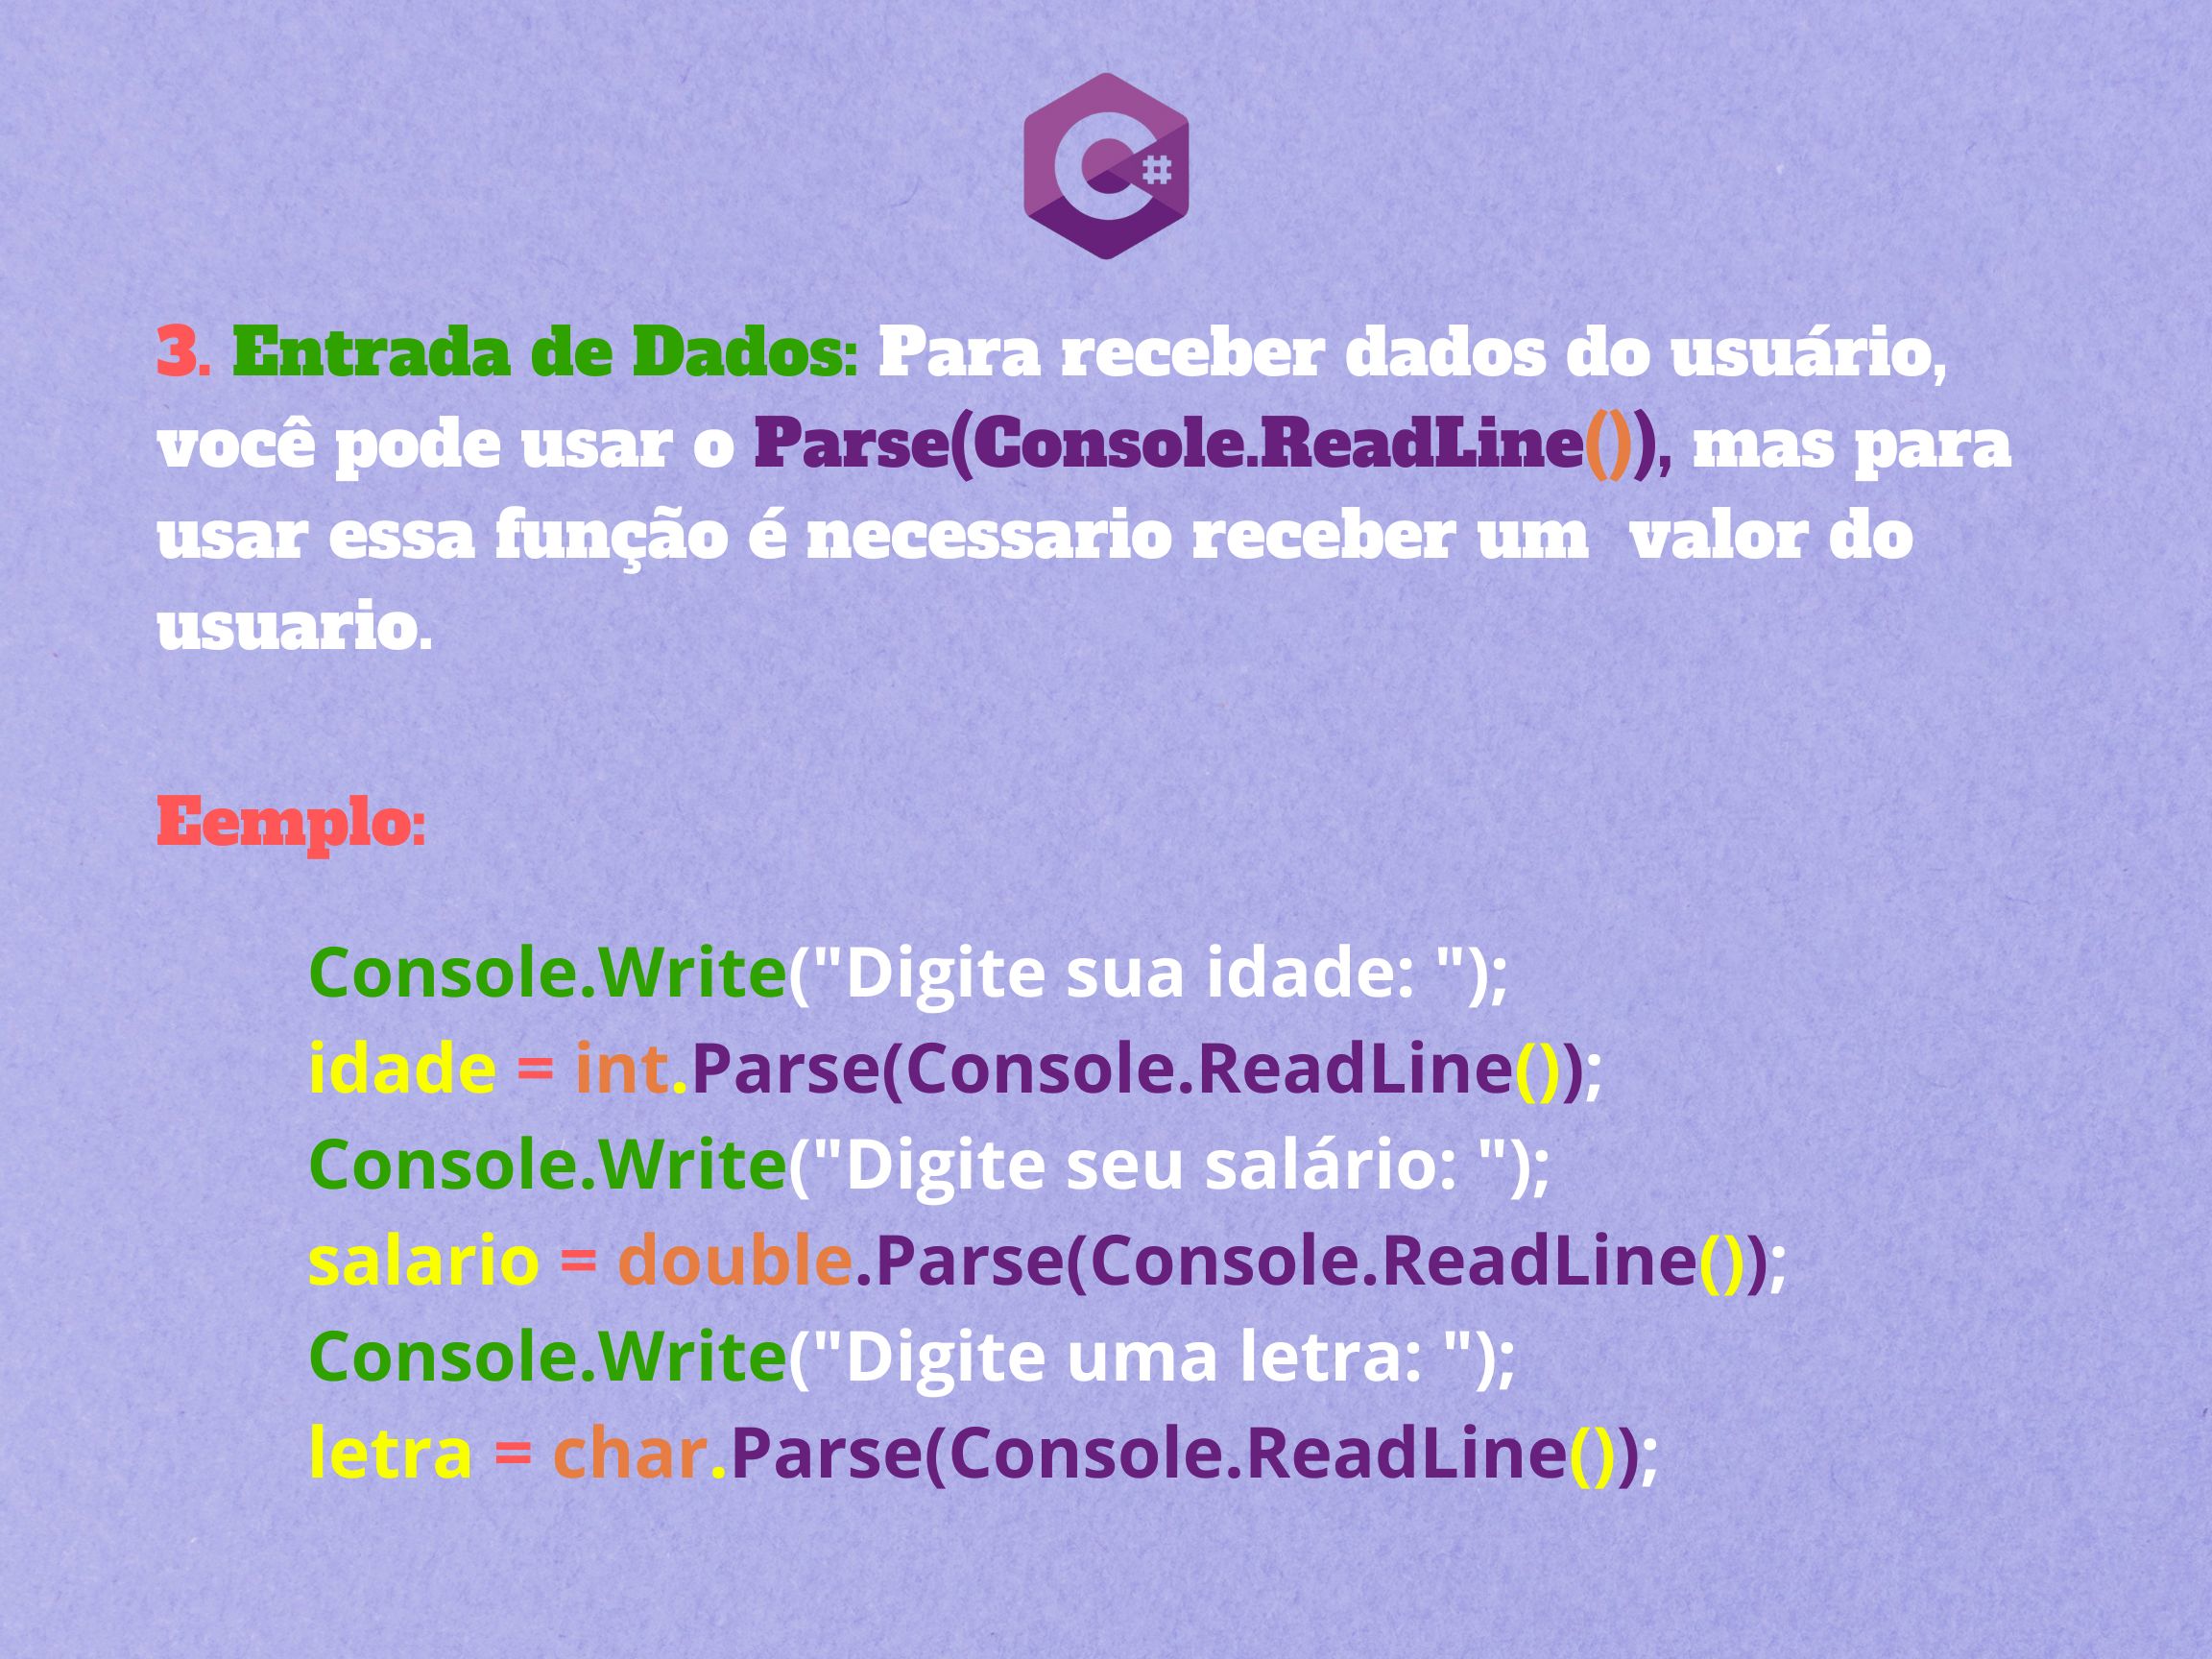 C#
3. Entrada de Dados: Para receber dados do usuário,
você pode usar o Parse(Console.ReadLine()), mas para
usar essa função é necessario receber um  valor do
usuario.
Eemplo:
Console.Write("Digite sua idade: ");
idade = int.Parse(Console.ReadLine());
Console.Write("Digite seu salário: ");
salario = double.Parse(Console.ReadLine());
Console.Write("Digite uma letra: ");
letra = char.Parse(Console.ReadLine());